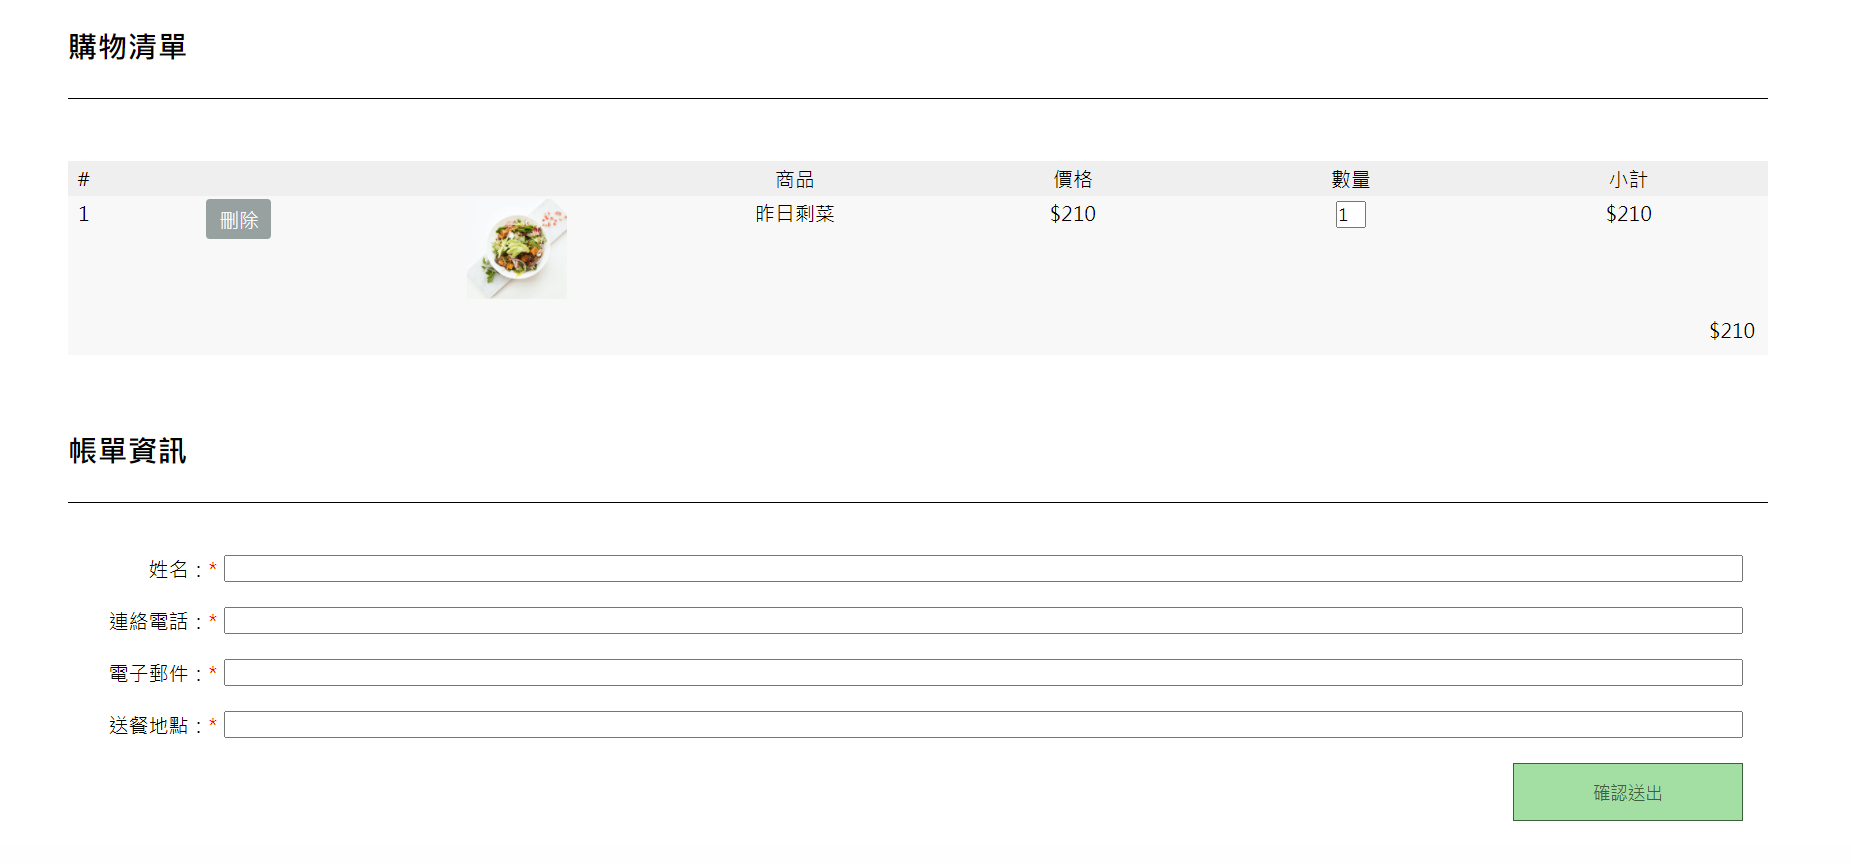 購物清單
# 商品 價格 數量 小計
1 刪除 昨日剩菜 $210 1 $210
$210
帳單資訊
姓名：*
連絡電話：*
電子郵件：*
送餐地點：*
確認送出